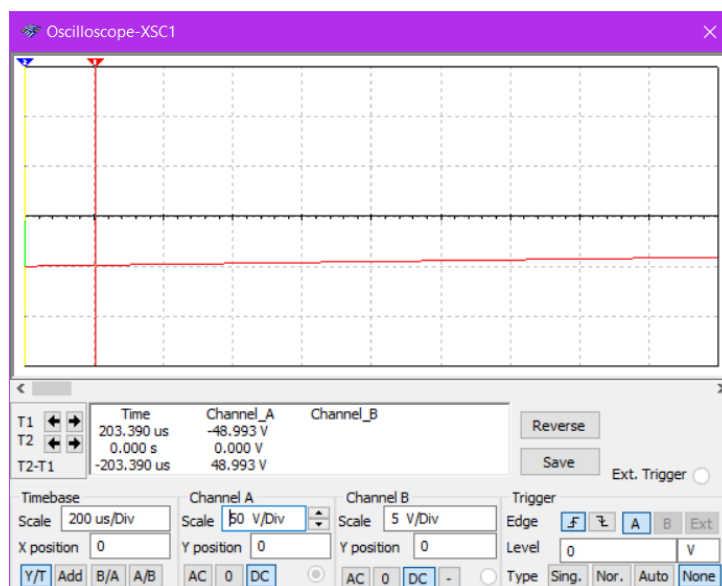 Oscilloscope-XSC1
2 1
Time Channel_A Channel_B
T1 203.390 us -48.993 V
T2 0.000 s 0.000 V
T2-T1 -203.390 us 48.993 V
Reverse
Save
Ext. Trigger
Timebase Channel A Channel B Trigger
Scale 200 us/Div Scale 50 V/Div Scale 5 V/Div Edge A B Ext
X position 0 Y position 0 Y position 0 Level 0 V
Y/T Add B/A A/B AC 0 DC AC 0 DC - Type Sing. Nor. Auto None